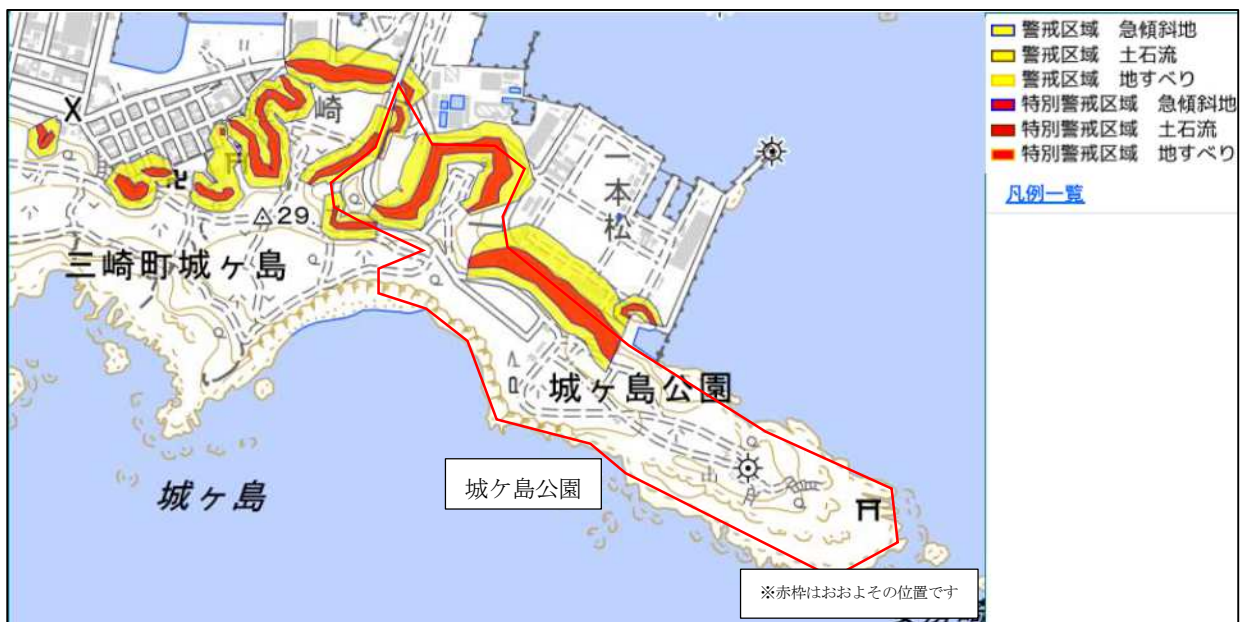 警戒区域 急傾斜地
警戒区域 土石流
警戒区域 地すべり
特別警戒区域 急傾斜地
特別警戒区域 土石流
特別警戒区域 地すべり
凡例一覧
崎
一本松
29
三崎町城ヶ島
城ヶ島公園
城ヶ島
城ケ島公園
※赤枠はおおよその位置です